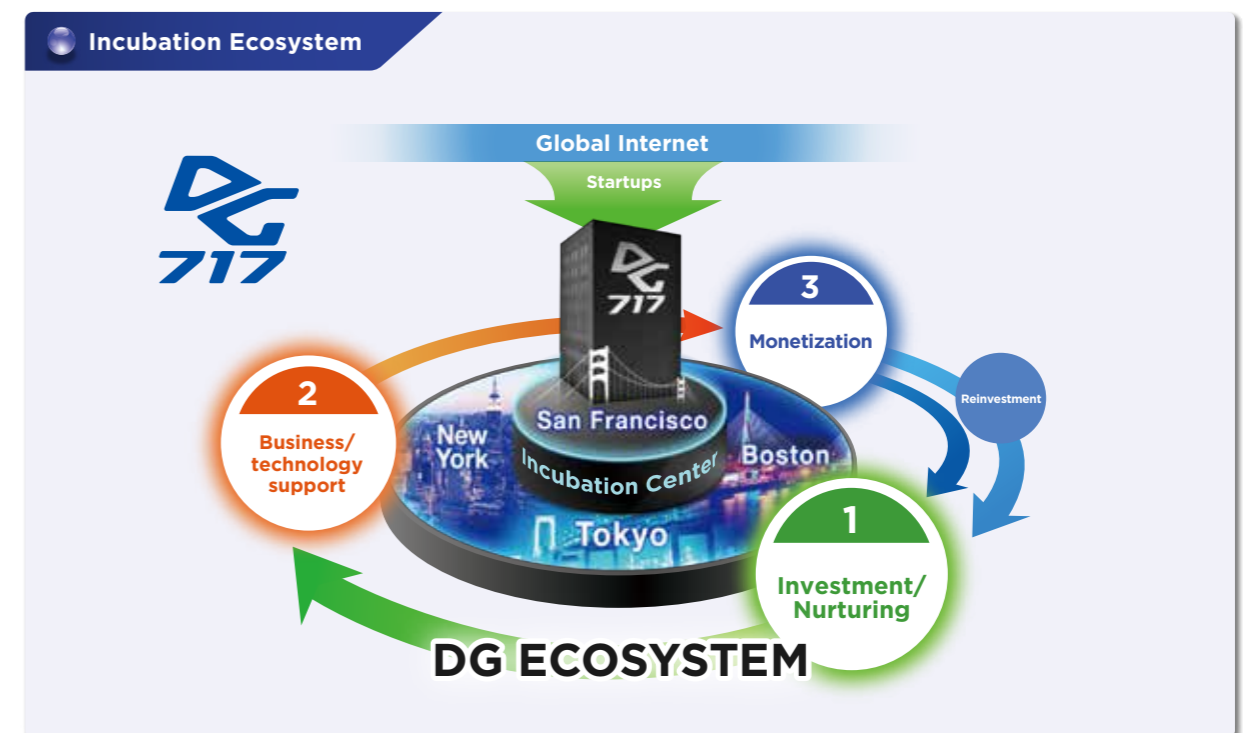 Incubation Ecosystem
Global Internet
Startups
DG
717
DG
717
3
Monetization
Reinvestment
2
Business/
technology
support
San Francisco
Incubation Center
New
York
Boston
Tokyo
1
Investment/
Nurturing
DG ECOSYSTEM